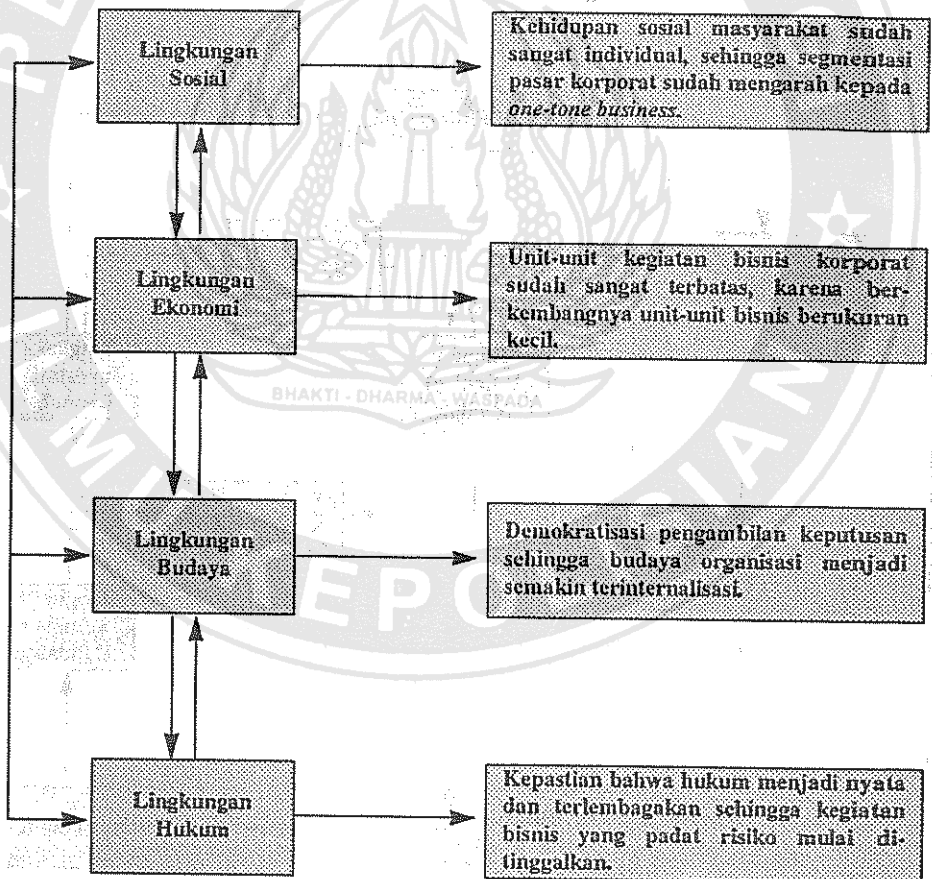 Lingkungan
Sosial
Kehidupan sosial masyarakat sudah
sangat individual, sehingga segmentasi
pasar korporat sudah mengarah kepada
one-tone business.
Lingkungan
Ekonomi
Unit-unit kegiatan bisnis korporat
sudah sangat terbatas, karena ber-
kembangnya unit-unit bisnis berukuran
kecil.
BHAKTI - DHARMA - WASPADA
Lingkungan
Budaya
Demokratisasi pengambilan keputusan
sehingga budaya organisasi menjadi
semakin terinternalisasi.
Lingkungan
Hukum
Kepastian bahwa hukum menjadi nyata
dan terlembagakan sehingga kegiatan
bisnis yang padat risiko mulai di-
tinggalkan.